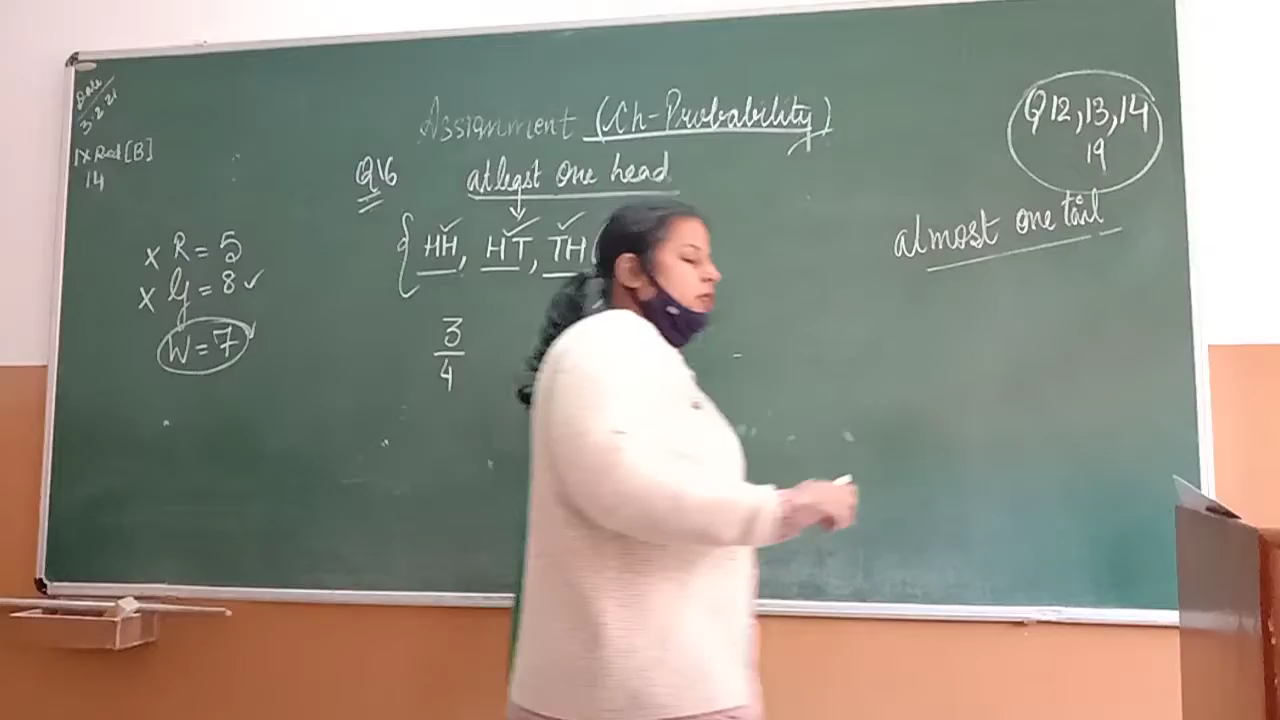 Date
3.2.21
IX Red [B]
14
Assignment (Ch-Probability)
Q12,13,14
19
Q16 atleast one head
{HH, HT, TH
almost one tail
x R = 5
x G = 8 ✓
W = 7 ✓
3
4